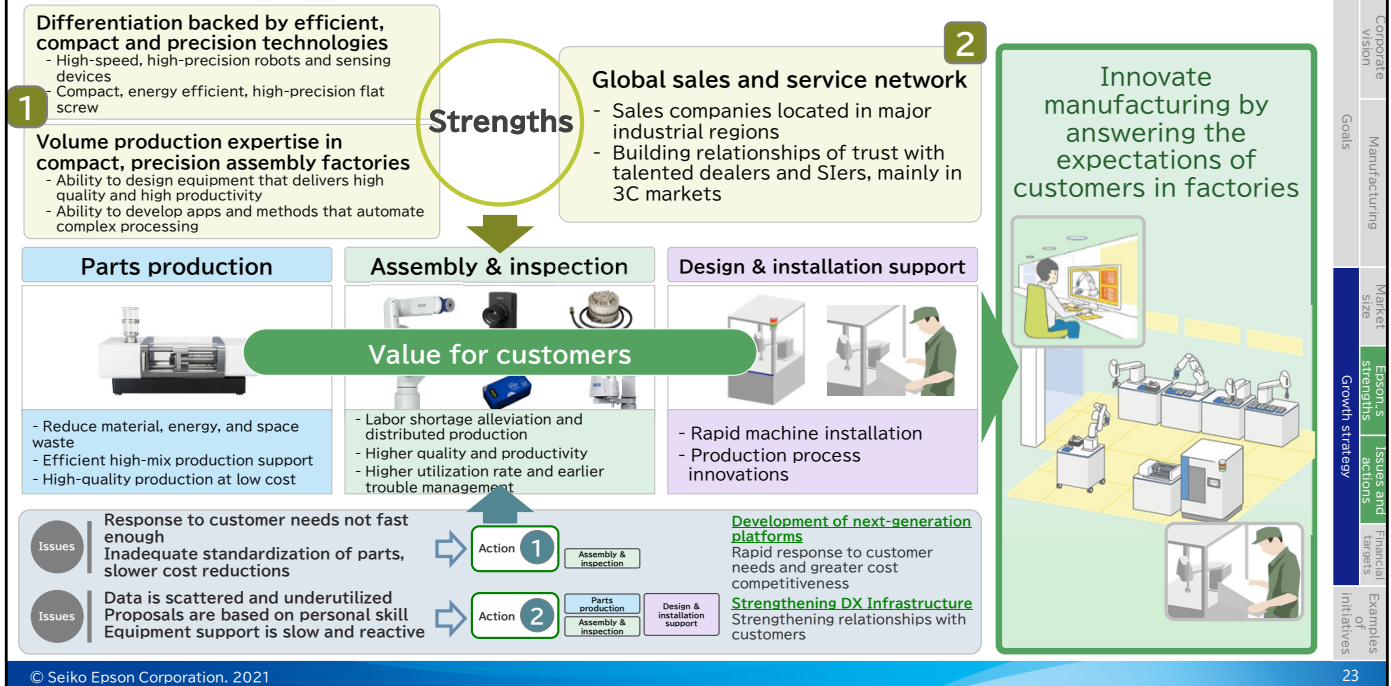 1
Differentiation backed by efficient,
compact and precision technologies
- High-speed, high-precision robots and sensing
devices
- Compact, energy efficient, high-precision flat
screw
Volume production expertise in
compact, precision assembly factories
- Ability to design equipment that delivers high
quality and high productivity
- Ability to develop apps and methods that automate
complex processing
Strengths
2
Global sales and service network
- Sales companies located in major
industrial regions
- Building relationships of trust with
talented dealers and SIers, mainly in
3C markets
Parts production
Assembly & inspection
Design & installation support
Value for customers
- Reduce material, energy, and space
waste
- Efficient high-mix production support
- High-quality production at low cost
- Labor shortage alleviation and
distributed production
- Higher quality and productivity
- Higher utilization rate and earlier
trouble management
- Rapid machine installation
- Production process
innovations
Issues
Response to customer needs not fast
enough
Inadequate standardization of parts,
slower cost reductions
Action 1
Assembly &
inspection
Development of next-generation
platforms
Rapid response to customer
needs and greater cost
competitiveness
Issues
Data is scattered and underutilized
Proposals are based on personal skill
Equipment support is slow and reactive
Action 2
Parts
production
Assembly &
inspection
Design &
installation
support
Strengthening DX Infrastructure
Strengthening relationships with
customers
Innovate
manufacturing by
answering the
expectations of
customers in factories
Goals
Corporate
vision
Manufacturing
Growth strategy
Market
size
Epson,s
strengths
Issues and
actions
Financial
targets
Examples
of
initiatives
© Seiko Epson Corporation. 2021
23